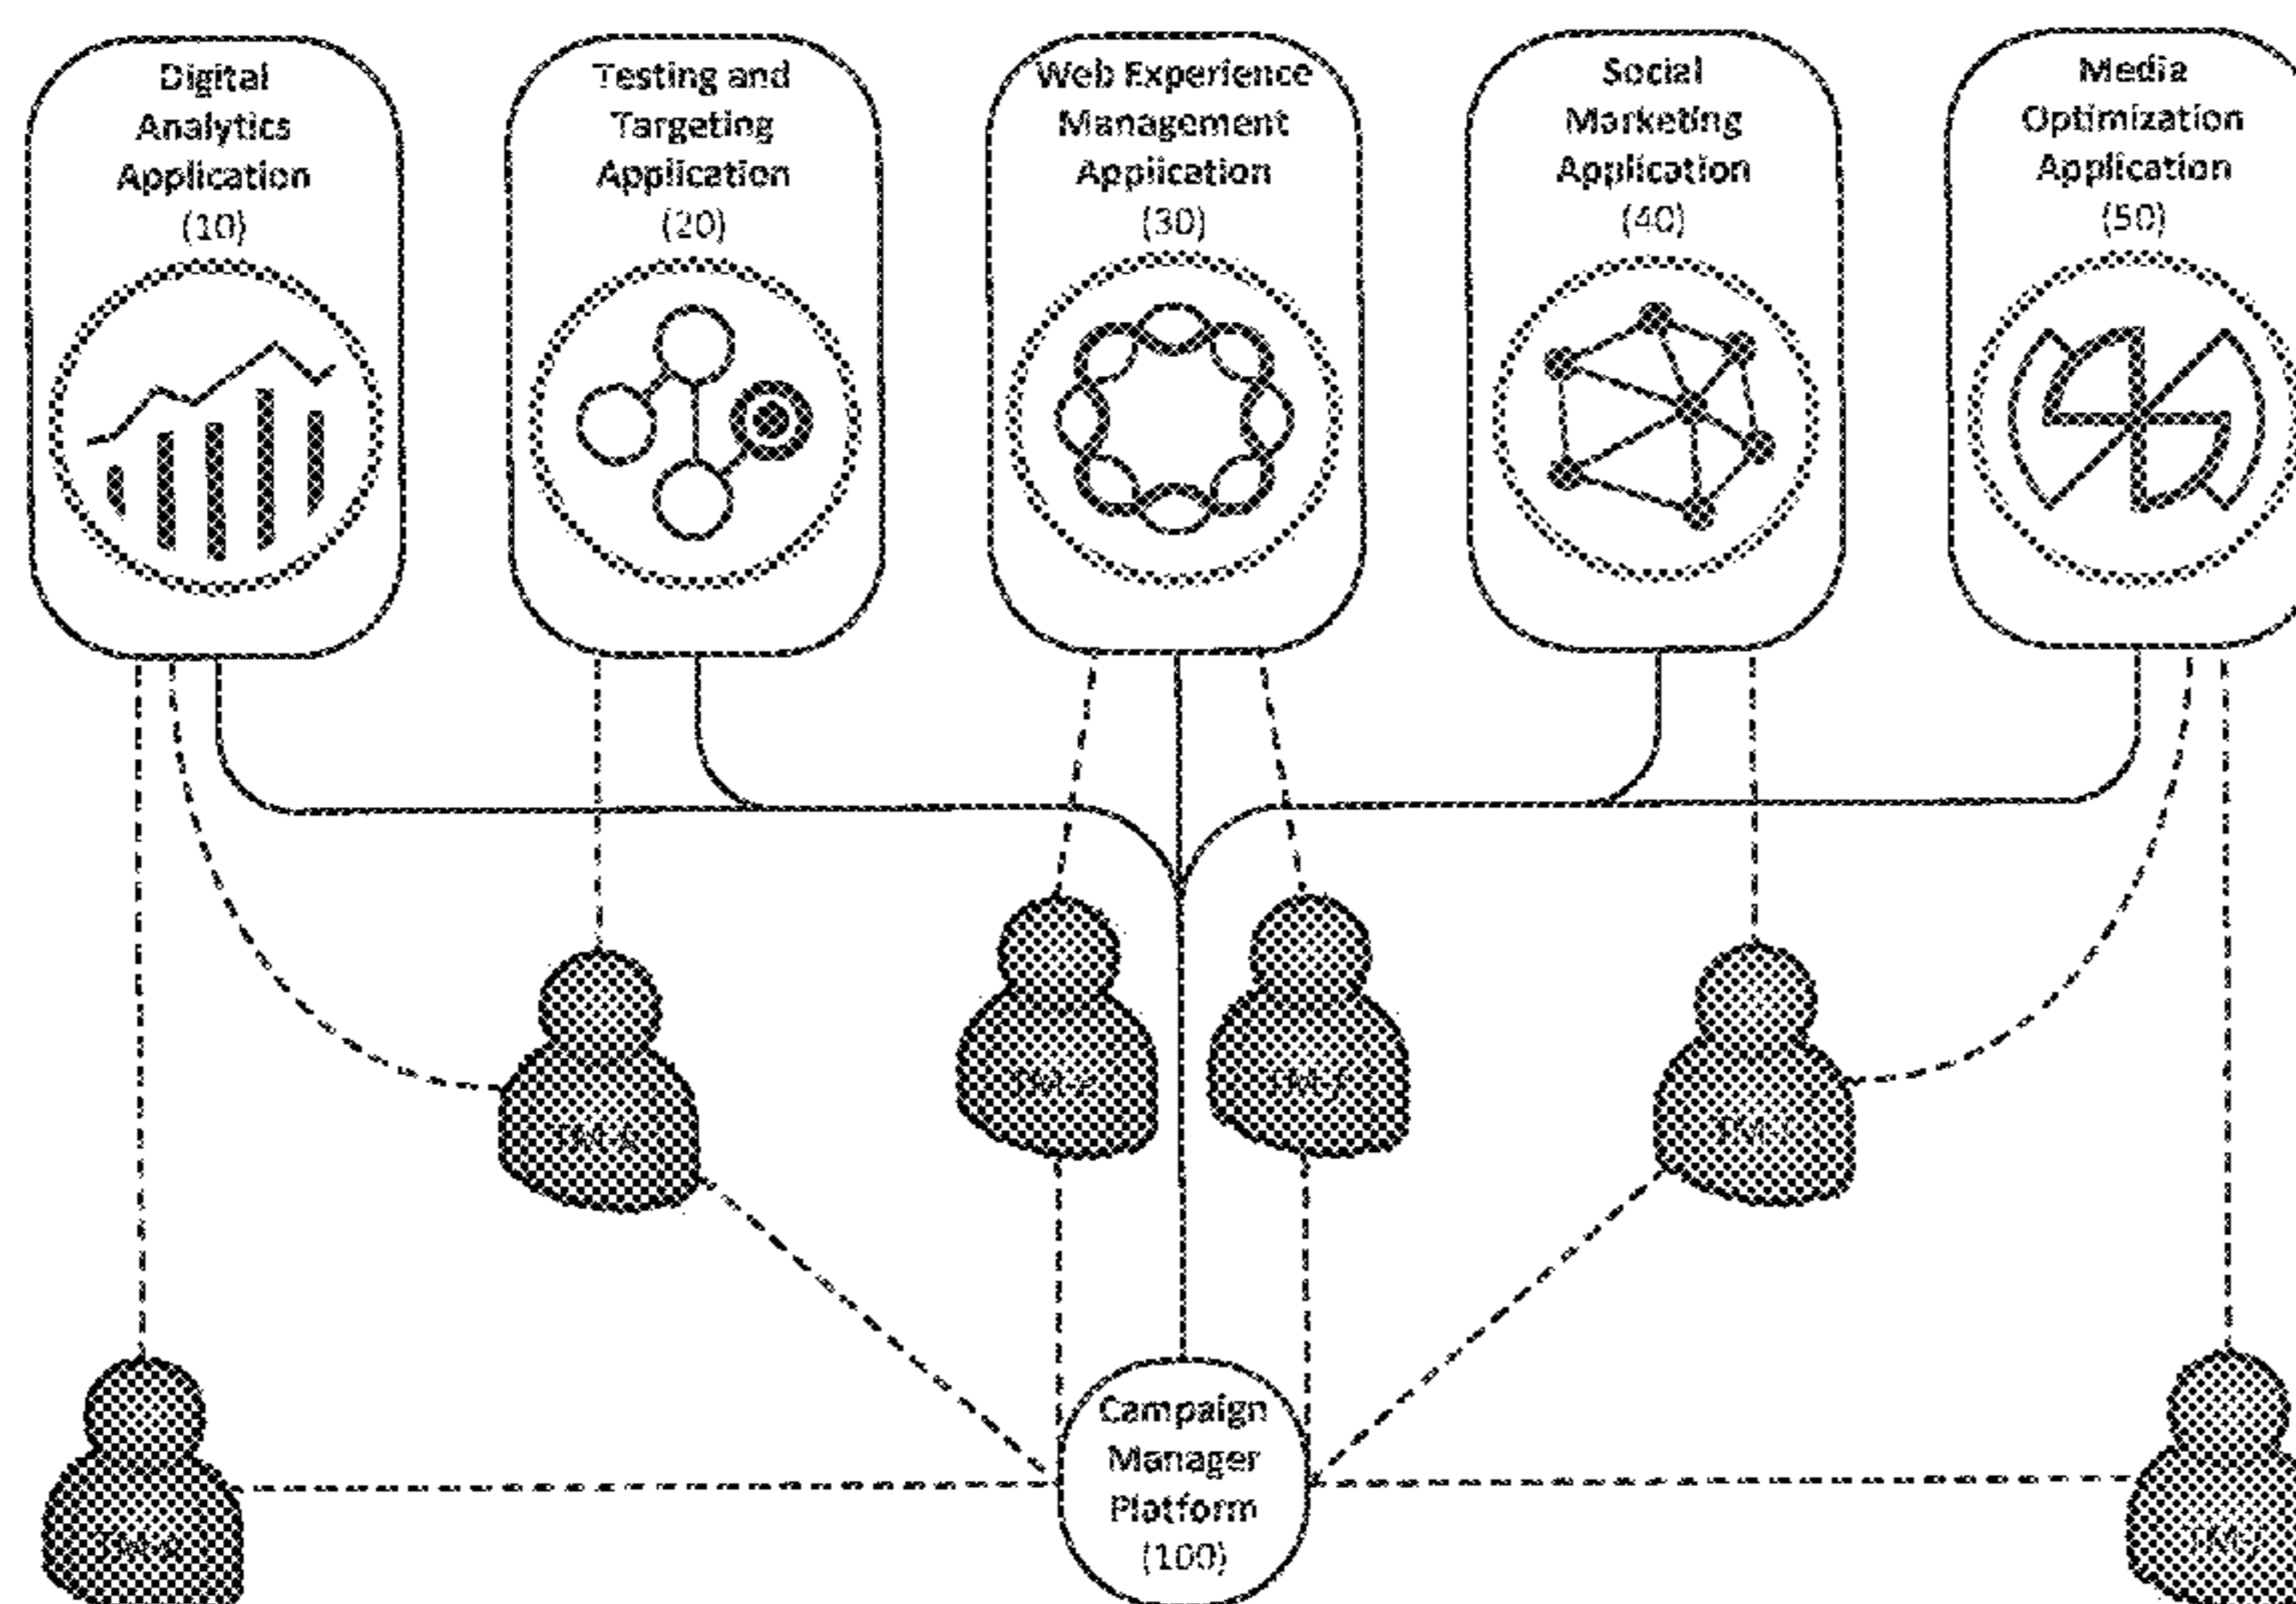 Digital
Analytics
Application
(10)
Testing and
Targeting
Application
(20)
Web Experience
Management
Application
(30)
Social
Marketing
Application
(40)
Media
Optimization
Application
(50)
Campaign
Manager
Platform
(100)